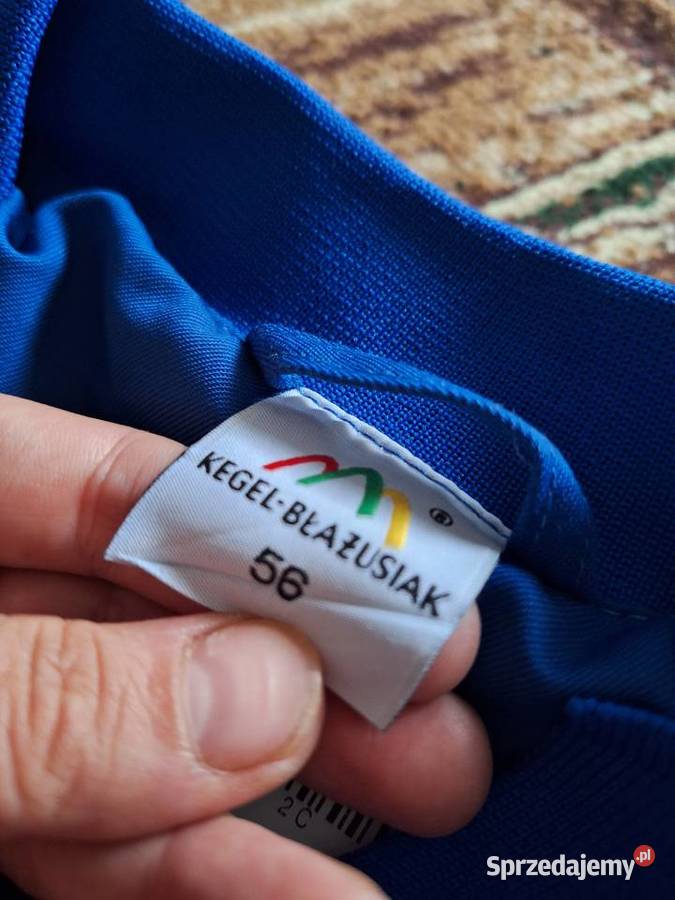 KEGEL-BŁAŻUSIAK ®
56
2C
Sprzedajemy.pl